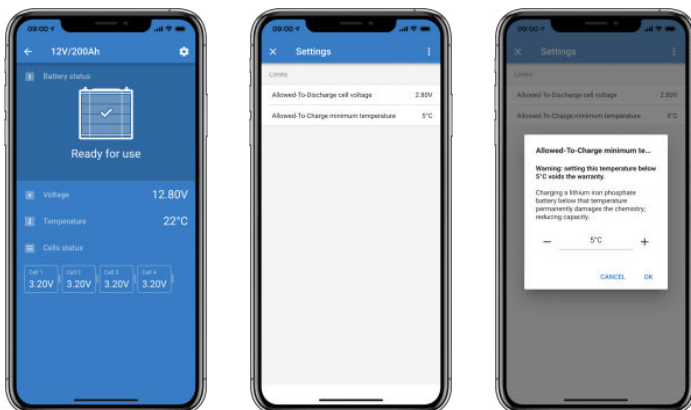 09:00
12V/200Ah
Battery status
Ready for use
Voltage 12.80V
Temperature 22°C
Cells status
Cell 1 Cell 2 Cell 3 Cell 4
3.20V 3.20V 3.20V 3.20V
09:00
Settings
Limits
Allowed-To-Discharge cell voltage 2.80V
Allowed-To-Charge minimum temperature 5°C
09:00
Settings
Limits
Allowed-To-Discharge cell voltage 2.80V
Allowed-To-Charge minimum temperature 5°C
Allowed-To-Charge minimum te...
Warning: setting this temperature below
5°C voids the warranty.
Charging a lithium iron phosphate
battery below that temperature
permanently damages the chemistry;
reducing capacity.
5°C
CANCEL OK